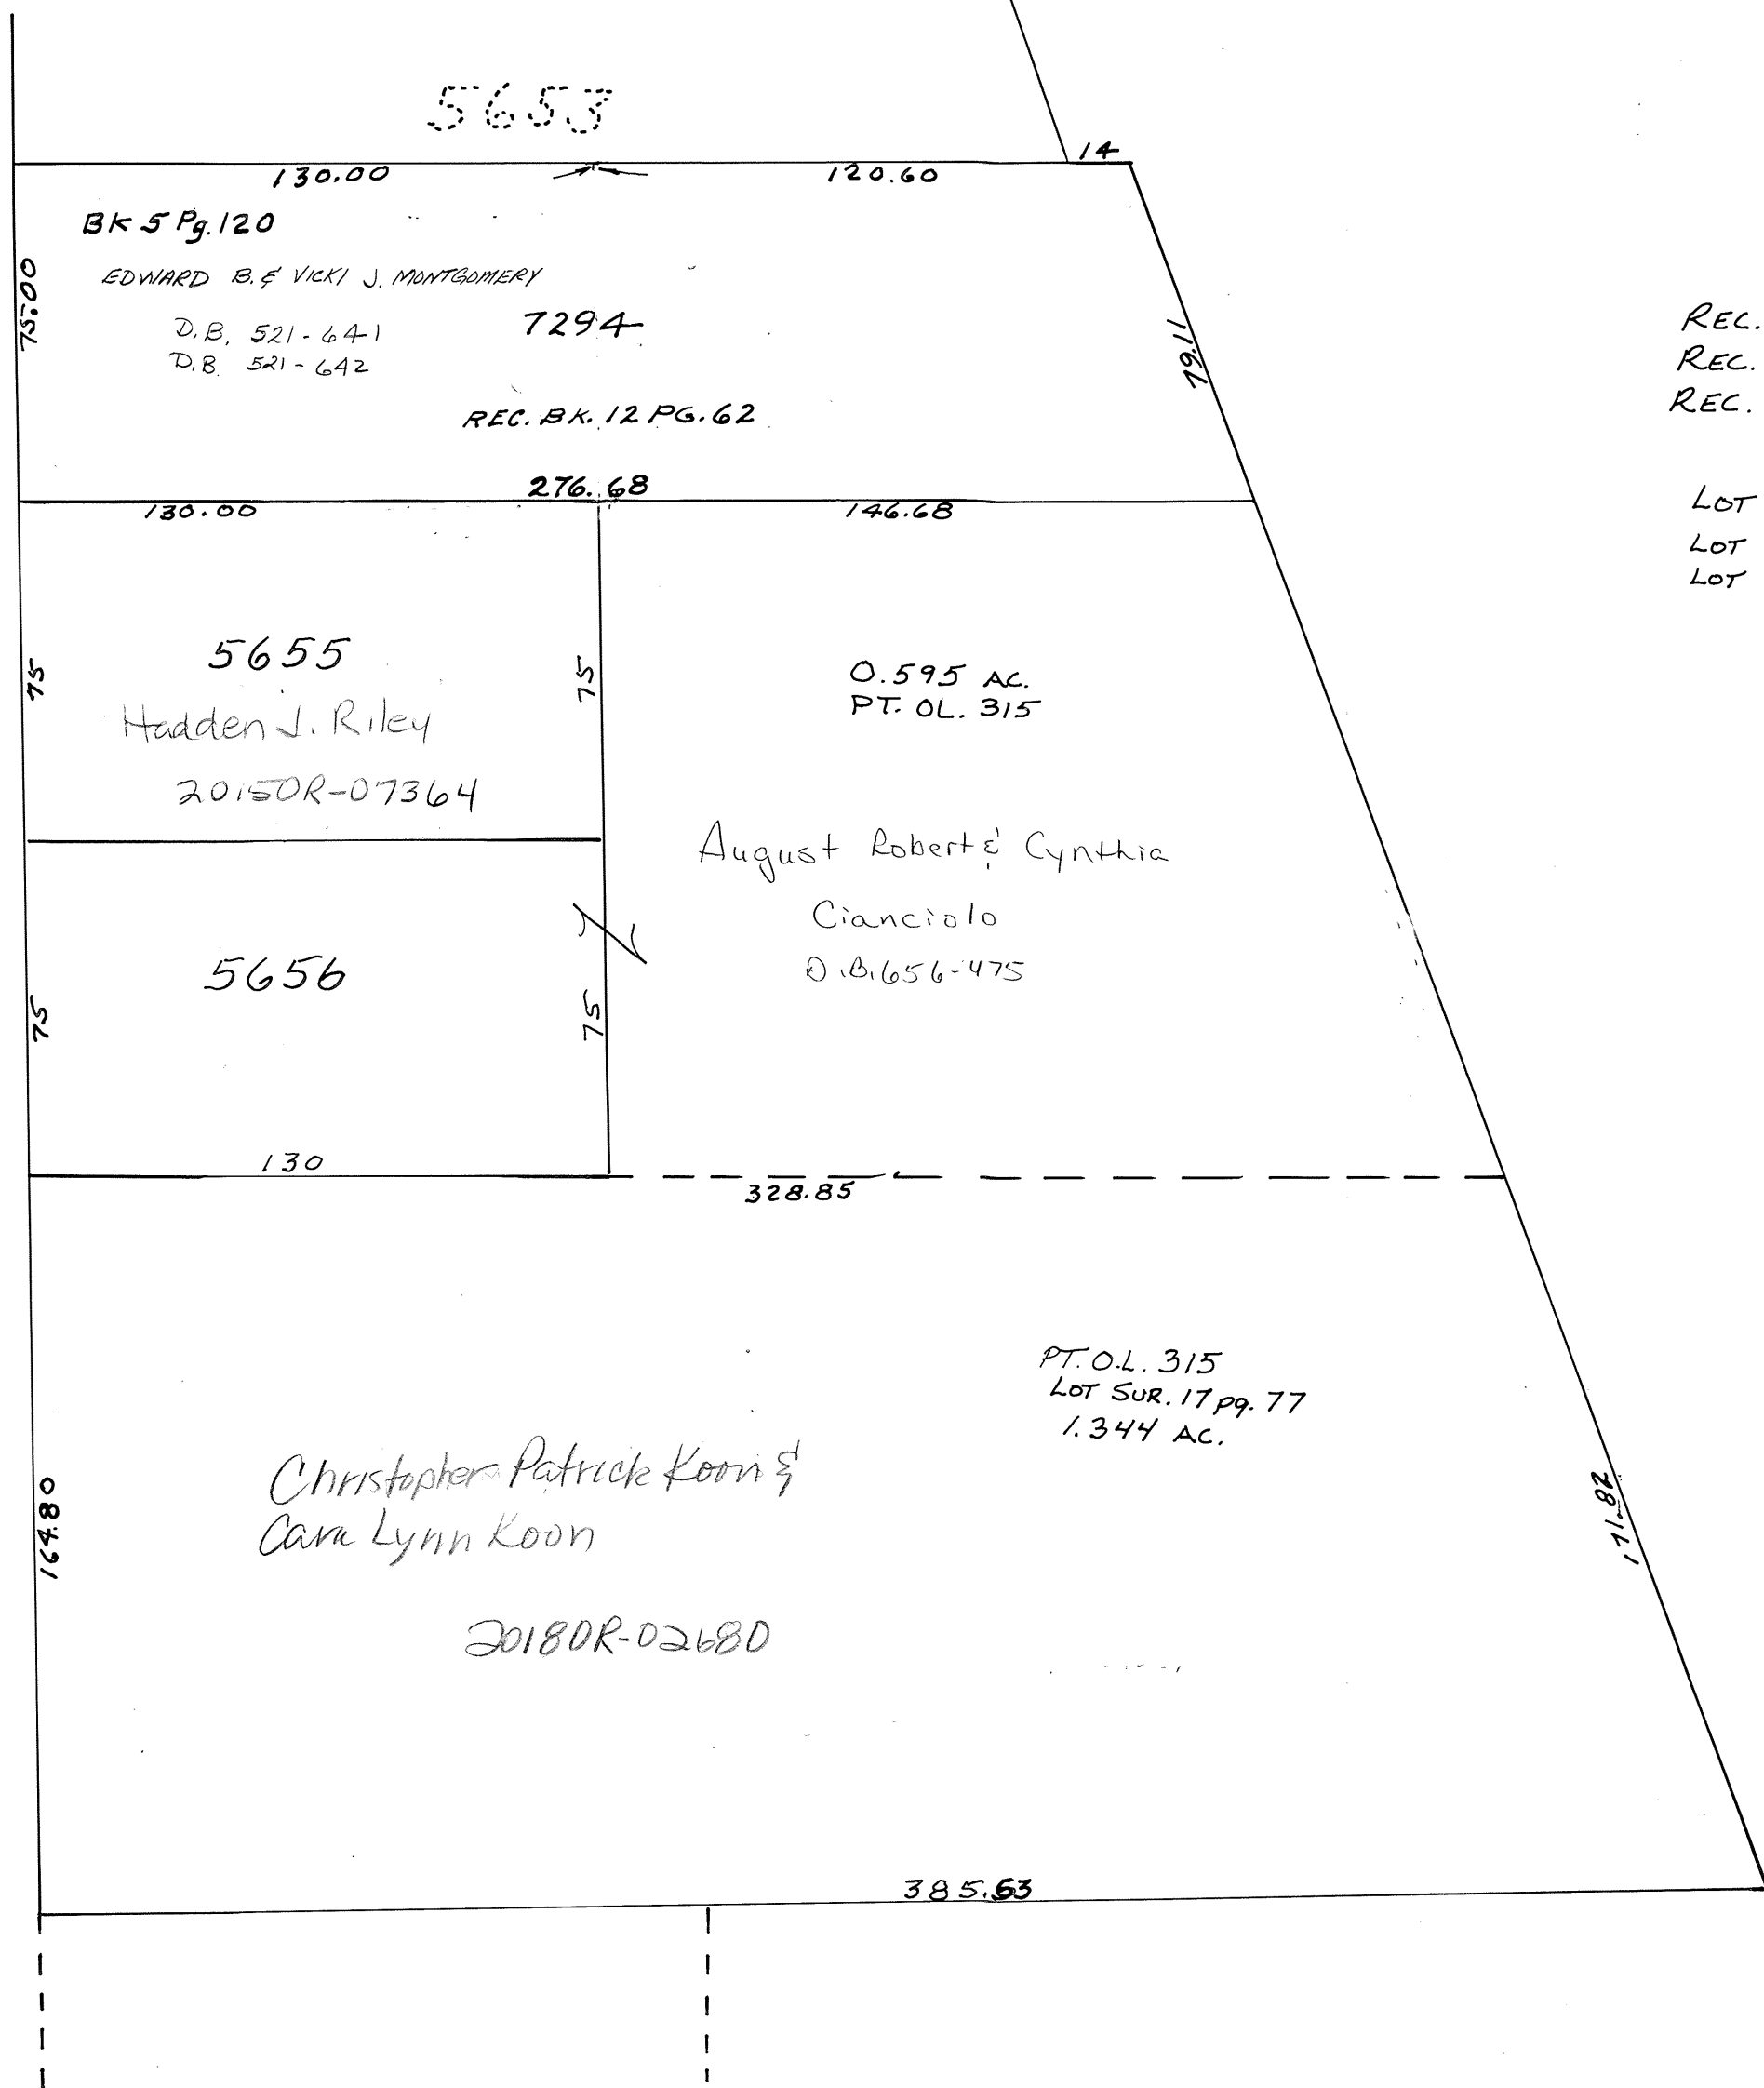 5653
14
130.00
120.60
BK 5 Pg. 120
EDWARD B. & VICKI J. MONTGOMERY
D.B. 521-641
D.B. 521-642
7294
REC. BK. 12 PG. 62
75.00
79.11
REC.
REC.
REC.
LOT
LOT
LOT
276.68
130.00
146.68
75
5655
Hadden J. Riley
2015OR-07364
75
0.595 AC.
PT. OL. 315
August Robert & Cynthia
Cianciolo
D.B. 656-475
75
5656
75
130
328.85
PT. O.L. 315
LOT SUR. 17 pg. 77
1.344 AC.
Christopher Patrick Koon &
Cara Lynn Koon
2018OR-02680
164.80
171.82
385.53